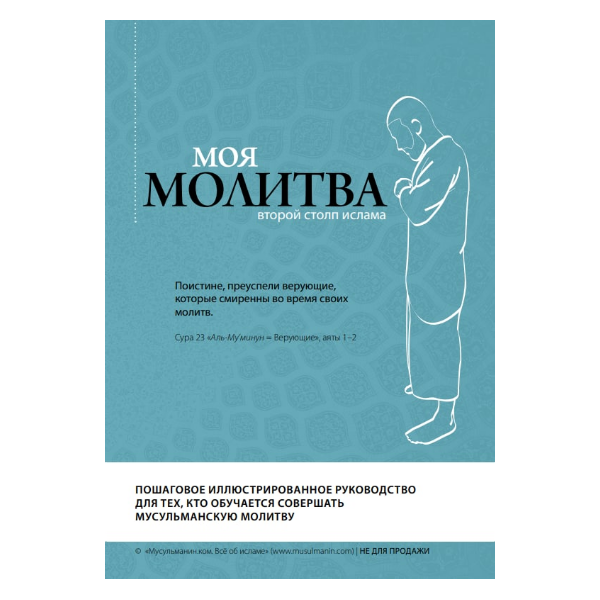 МОЯ
МОЛИТВА
второй столп ислама
Поистине, преуспели верующие,
которые смиренны во время своих
молитв.
Сура 23 «Аль-Му'минун = Верующие», аяты 1–2
ПОШАГОВОЕ ИЛЛЮСТРИРОВАННОЕ РУКОВОДСТВО
ДЛЯ ТЕХ, КТО ОБУЧАЕТСЯ СОВЕРШАТЬ
МУСУЛЬМАНСКУЮ МОЛИТВУ
© «Мусульманин.ком. Всё об исламе» (www.musulmanin.com) | НЕ ДЛЯ ПРОДАЖИ